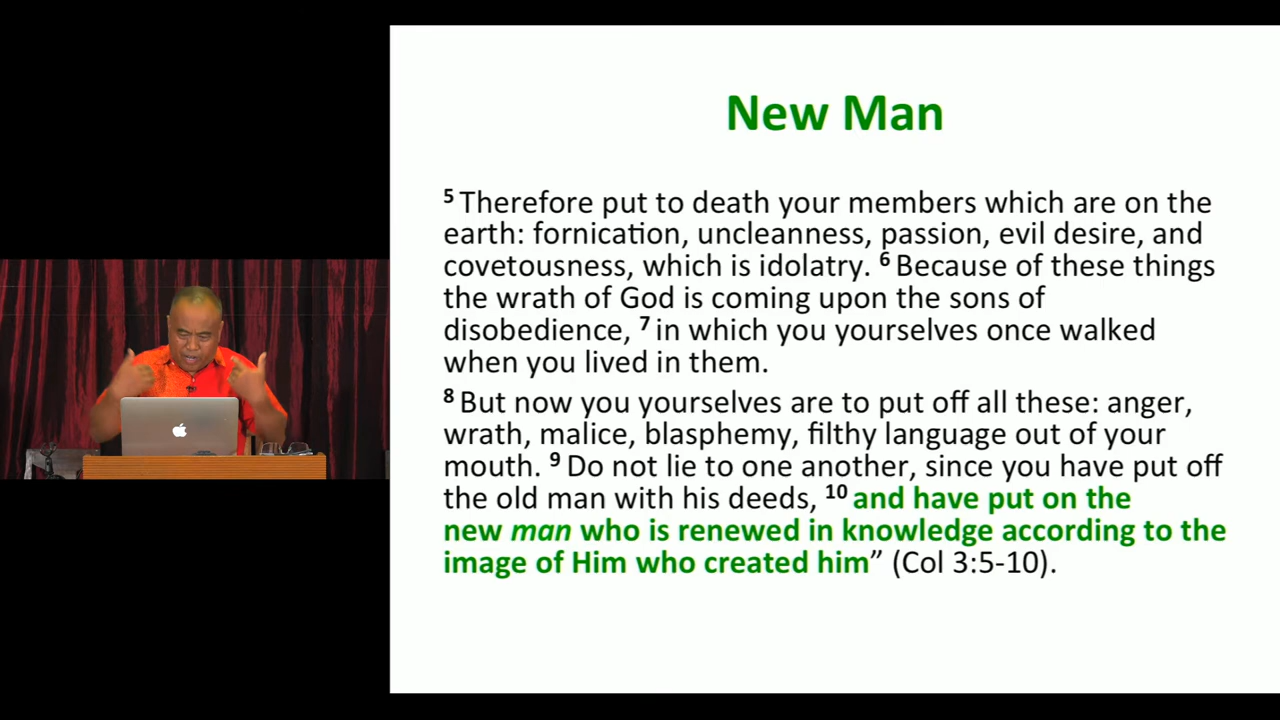 New Man
5 Therefore put to death your members which are on the
earth: fornication, uncleanness, passion, evil desire, and
covetousness, which is idolatry. 6 Because of these things
the wrath of God is coming upon the sons of
disobedience, 7 in which you yourselves once walked
when you lived in them.
8 But now you yourselves are to put off all these: anger,
wrath, malice, blasphemy, filthy language out of your
mouth. 9 Do not lie to one another, since you have put off
the old man with his deeds, 10 and have put on the
new man who is renewed in knowledge according to the
image of Him who created him” (Col 3:5-10).